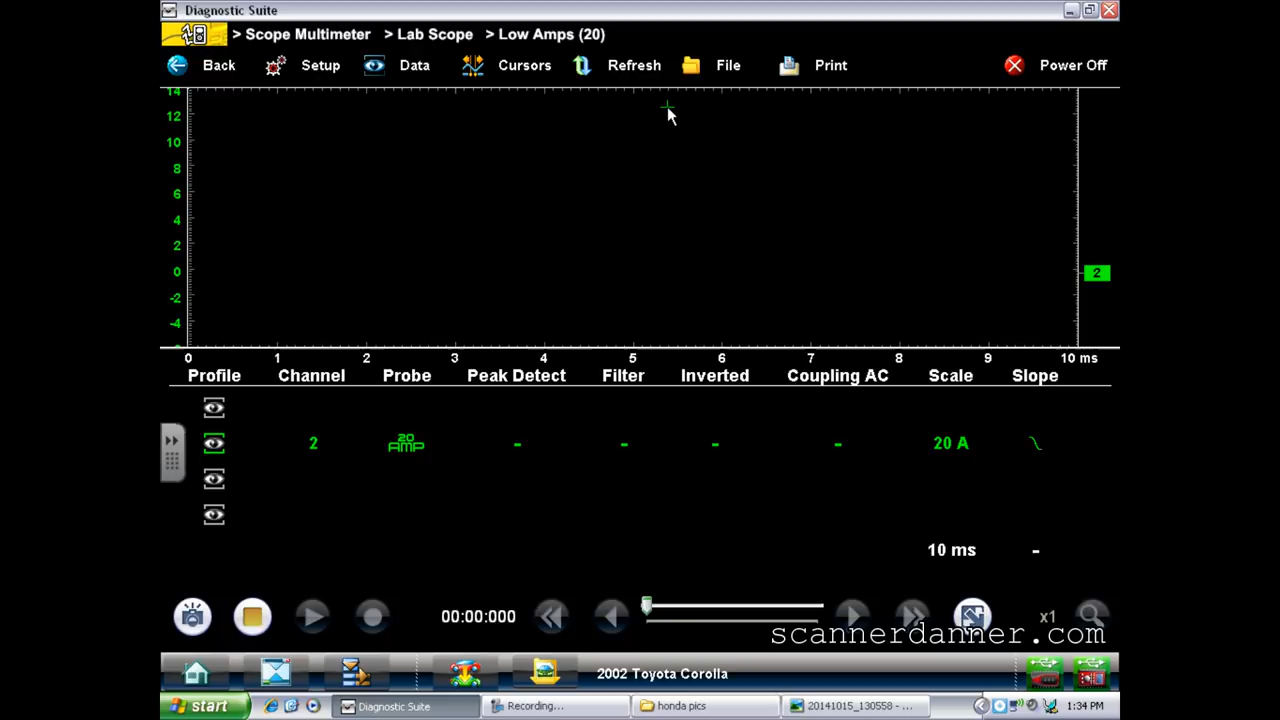 Diagnostic Suite
> Scope Multimeter > Lab Scope > Low Amps (20)
Back Setup Data Cursors Refresh File Print Power Off
14
12
10
8
6
4
2
0
-2
-4
2
0 1 2 3 4 5 6 7 8 9 10 ms
Profile Channel Probe Peak Detect Filter Inverted Coupling AC Scale Slope
2 20 AMP - - - - 20 A
10 ms -
00:00:000 x1
scannerdanner.com
2002 Toyota Corolla
start Diagnostic Suite Recording... honda pics 20141015_130558 - ... 1:34 PM